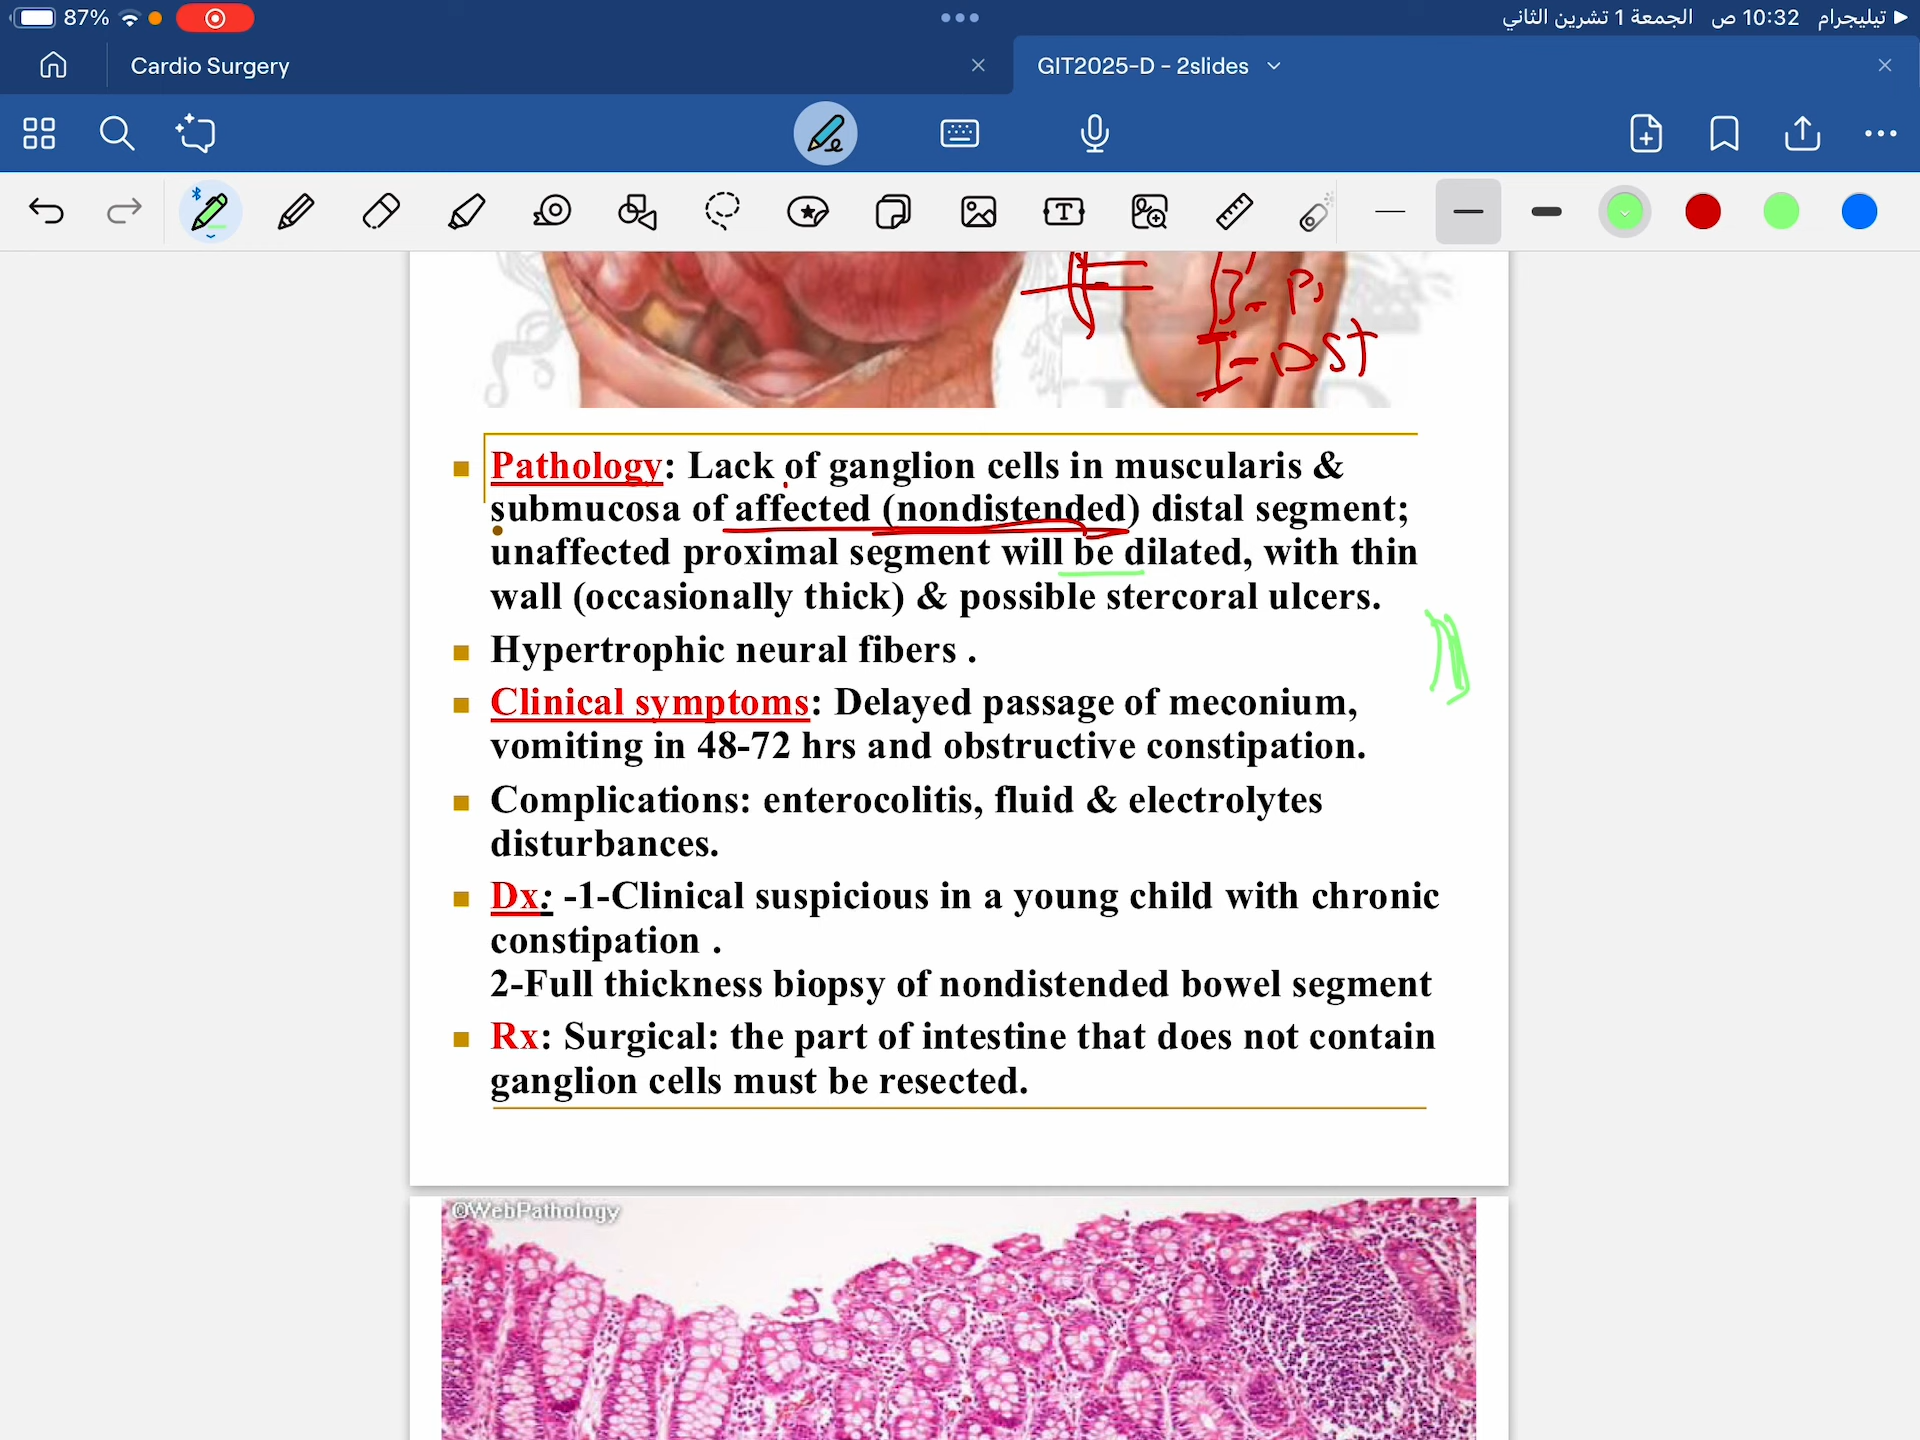 87%
الجمعة 1 تشرين الثاني 10:32 ص تيليجرام
Cardio Surgery
GIT2025-D - 2slides
P
DST
Pathology: Lack of ganglion cells in muscularis &
submucosa of affected (nondistended) distal segment;
unaffected proximal segment will be dilated, with thin
wall (occasionally thick) & possible stercoral ulcers.
Hypertrophic neural fibers .
Clinical symptoms: Delayed passage of meconium,
vomiting in 48-72 hrs and obstructive constipation.
Complications: enterocolitis, fluid & electrolytes
disturbances.
Dx: -1-Clinical suspicious in a young child with chronic
constipation .
2-Full thickness biopsy of nondistended bowel segment
Rx: Surgical: the part of intestine that does not contain
ganglion cells must be resected.
©WebPathology